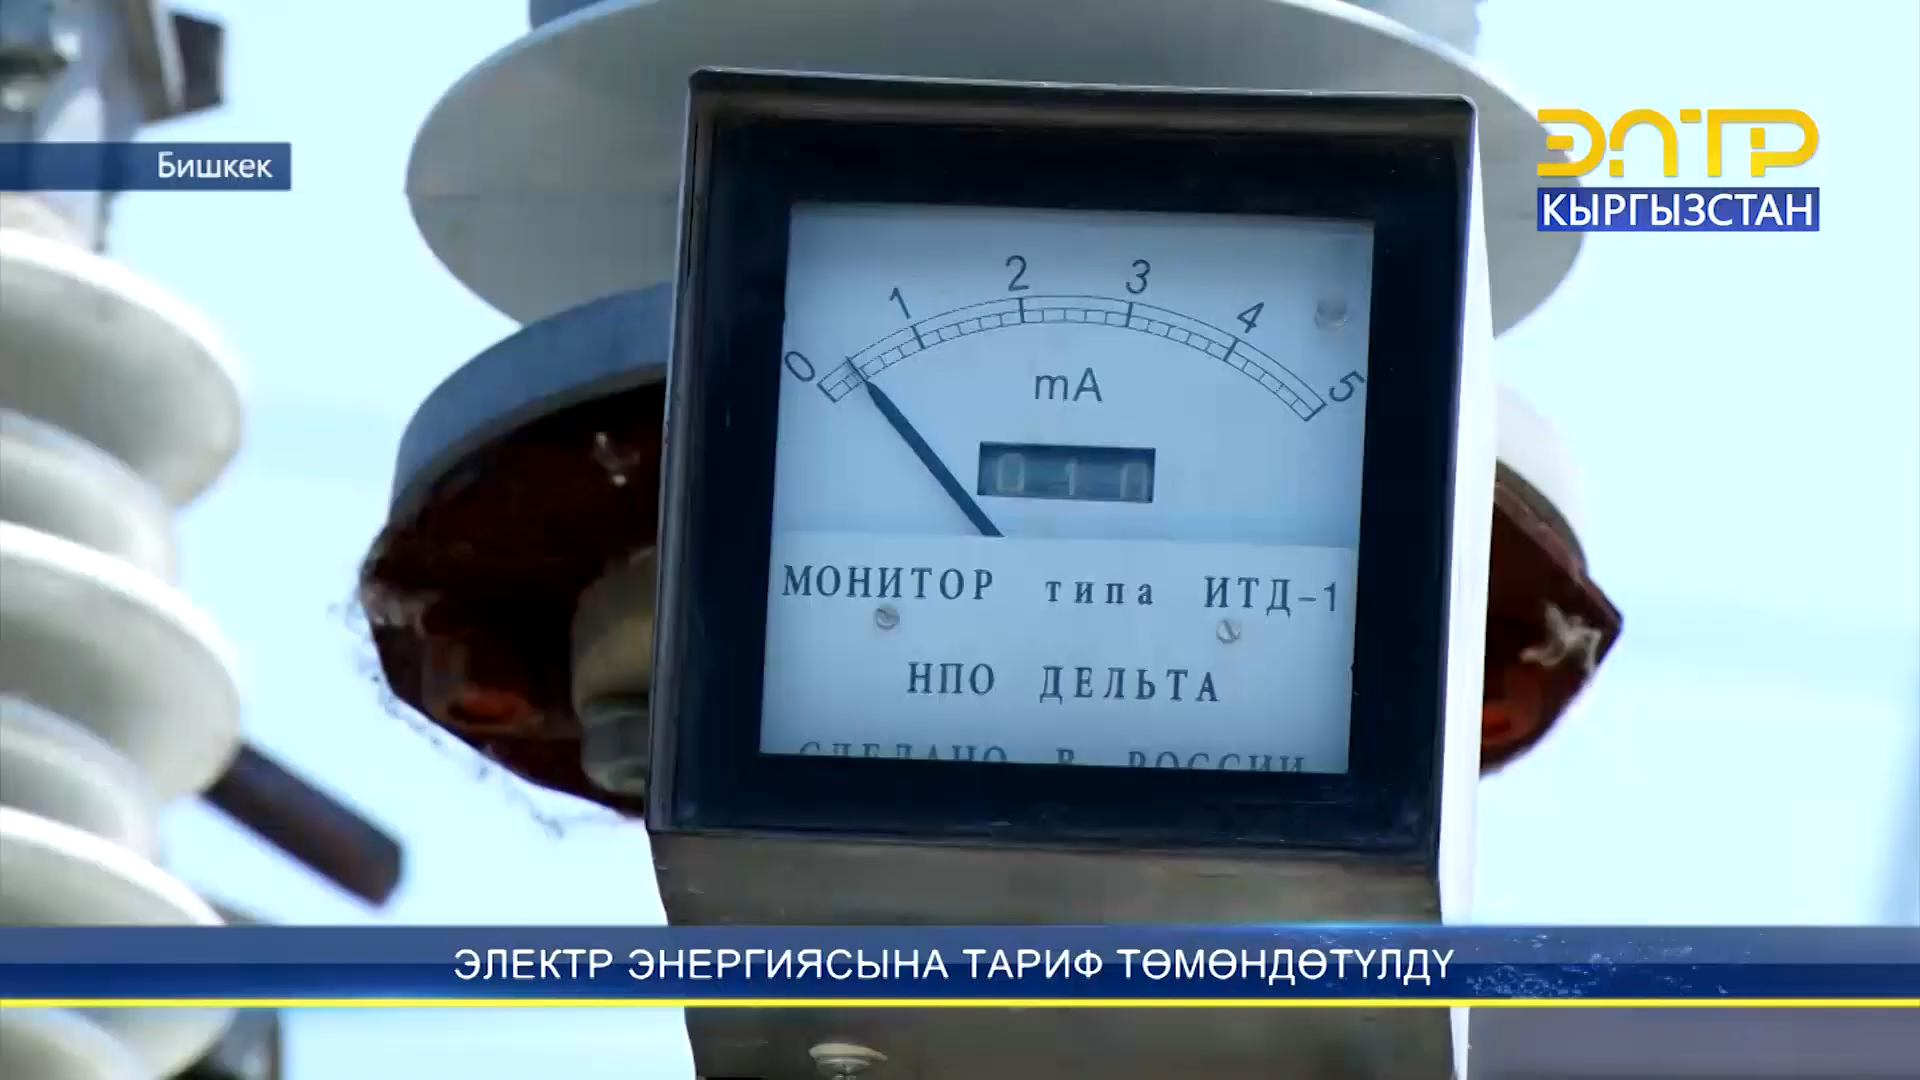 Бишкек
ЭЛТР
КЫРГЫЗСТАН
0 1 2 3 4 5
mA
010
МОНИТОР типа ИТД-1
НПО ДЕЛЬТА
СДЕЛАНО В РОССИИ
ЭЛЕКТР ЭНЕРГИЯСЫНА ТАРИФ ТӨМӨНДӨТҮЛДҮ